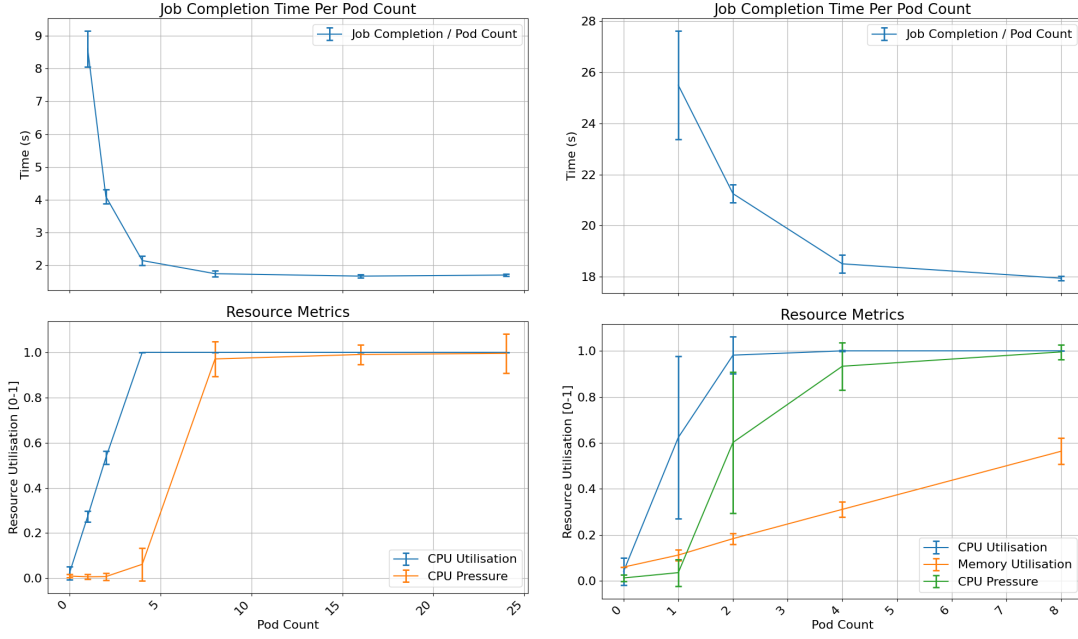 Job Completion Time Per Pod Count
Job Completion / Pod Count
Time (s)
9
8
7
6
5
4
3
2
Resource Metrics
Resource Utilisation [0-1]
1.0
0.8
0.6
0.4
0.2
0.0
CPU Utilisation
CPU Pressure
0
5
10
15
20
25
Pod Count
Job Completion Time Per Pod Count
Job Completion / Pod Count
Time (s)
28
26
24
22
20
18
Resource Metrics
Resource Utilisation [0-1]
1.0
0.8
0.6
0.4
0.2
0.0
CPU Utilisation
Memory Utilisation
CPU Pressure
0
1
2
3
4
5
6
7
8
Pod Count